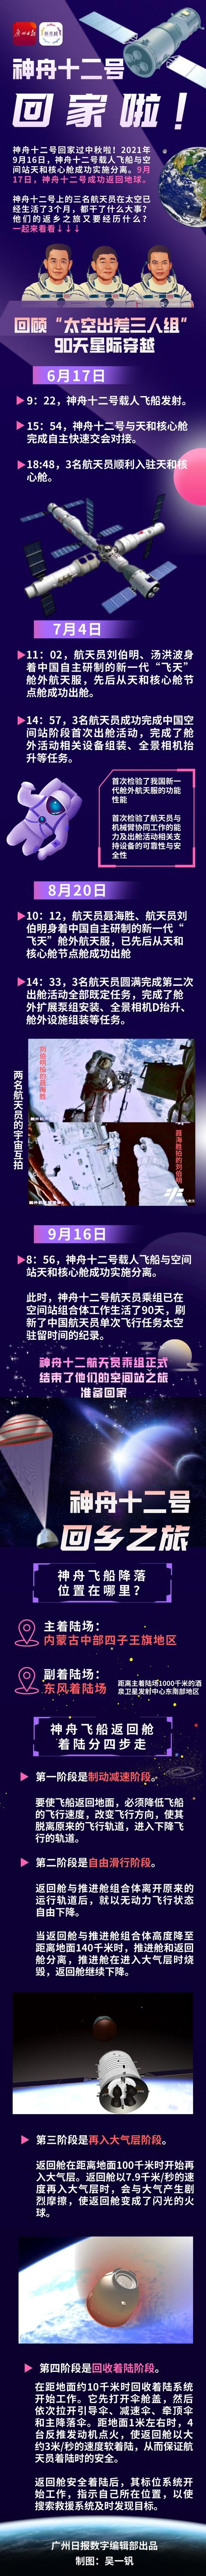 广州日报
神舟十二号
回家啦！
神舟十二号回家过中秋啦！2021年
9月16日，神舟十二号载人飞船与空
间站天和核心舱成功实施分离。9月
17日，神舟十二号成功返回地球。
神舟十二号上的三名航天员在太空已
经生活了3个月，都干了什么大事？
他们的返乡之旅又要经历什么？
一起来看看↓↓↓
回顾“太空出差三人组“
90天星际穿越
6月17日
9：22，神舟十二号载人飞船发射。
15：54，神舟十二号与天和核心舱
完成自主快速交会对接。
18:48，3名航天员顺利入驻天和核
心舱。
7月4日
11：02，航天员刘伯明、汤洪波身
着中国自主研制的新一代“飞天”
舱外航天服，先后从天和核心舱节
点舱成功出舱。
14：57，3名航天员成功完成中国空
间站阶段首次出舱活动，完成了舱
外活动相关设备组装、全景相机抬
升等任务。
首次检验了我国新一
代舱外航天服的功能
性能
首次检验了航天员与
机械臂协同工作的能
力及出舱活动相关支
持设备的可靠性与安
全性
8月20日
10：12，航天员聂海胜、航天员刘
伯明身着中国自主研制的新一代“
飞天”舱外航天服，已先后从天和
核心舱节点舱成功出舱
14：33，3名航天员圆满完成第二次
出舱活动全部既定任务，完成了舱
外扩展泵组安装、全景相机D抬升、
舱外设施组装等任务。
两名航天员的宇宙互拍
刘伯明拍的聂海胜
聂海胜拍的刘伯明
9月16日
8：56，神舟十二号载人飞船与空间
站天和核心舱成功实施分离。
此时，神舟十二号航天员乘组已在
空间站组合体工作生活了90天，刷
新了中国航天员单次飞行任务太空
驻留时间的纪录。
神舟十二航天员乘组正式
结束了他们的空间站之旅
准备回家
神舟十二号
回乡之旅
神舟飞船降落
位置在哪里？
主着陆场：
内蒙古中部四子王旗地区
副着陆场：
东风着陆场
距离主着陆场1000千米的酒
泉卫星发射中心东南部地区
神舟飞船返回舱
着陆分四步走
第一阶段是制动减速阶段。
要使飞船返回地面，必须降低飞船
的飞行速度，改变飞行方向，使其
脱离原来的飞行轨道，进入下降飞
行的轨道。
第二阶段是自由滑行阶段。
返回舱与推进舱组合体离开原来的
运行轨道后，就以无动力飞行状态
自由下降。
当返回舱与推进舱组合体高度降至
距离地面140千米时，推进舱和返回
舱分离，推进舱在进入大气层时烧
毁，返回舱继续下降。
第三阶段是再入大气层阶段。
返回舱在距离地面100千米时开始再
入大气层。返回舱以7.9千米/秒的速
度再入大气层时，会与大气产生剧
烈摩擦，使返回舱变成了闪光的火
球。
第四阶段是回收着陆阶段。
在距地面约10千米时回收着陆系统
开始工作。它先打开伞舱盖，然后
依次拉开引导伞、减速伞、牵顶伞
和主降落伞。距地面1米左右时，4
台反推发动机点火，使返回舱以大
约3米/秒的速度软着陆，从而保证航
天员着陆时的安全。
返回舱安全着陆后，其标位系统开
始工作，指示自己所在位置，以使
搜索救援系统及时发现目标。
广州日报数字编辑部出品
制图：吴一钒